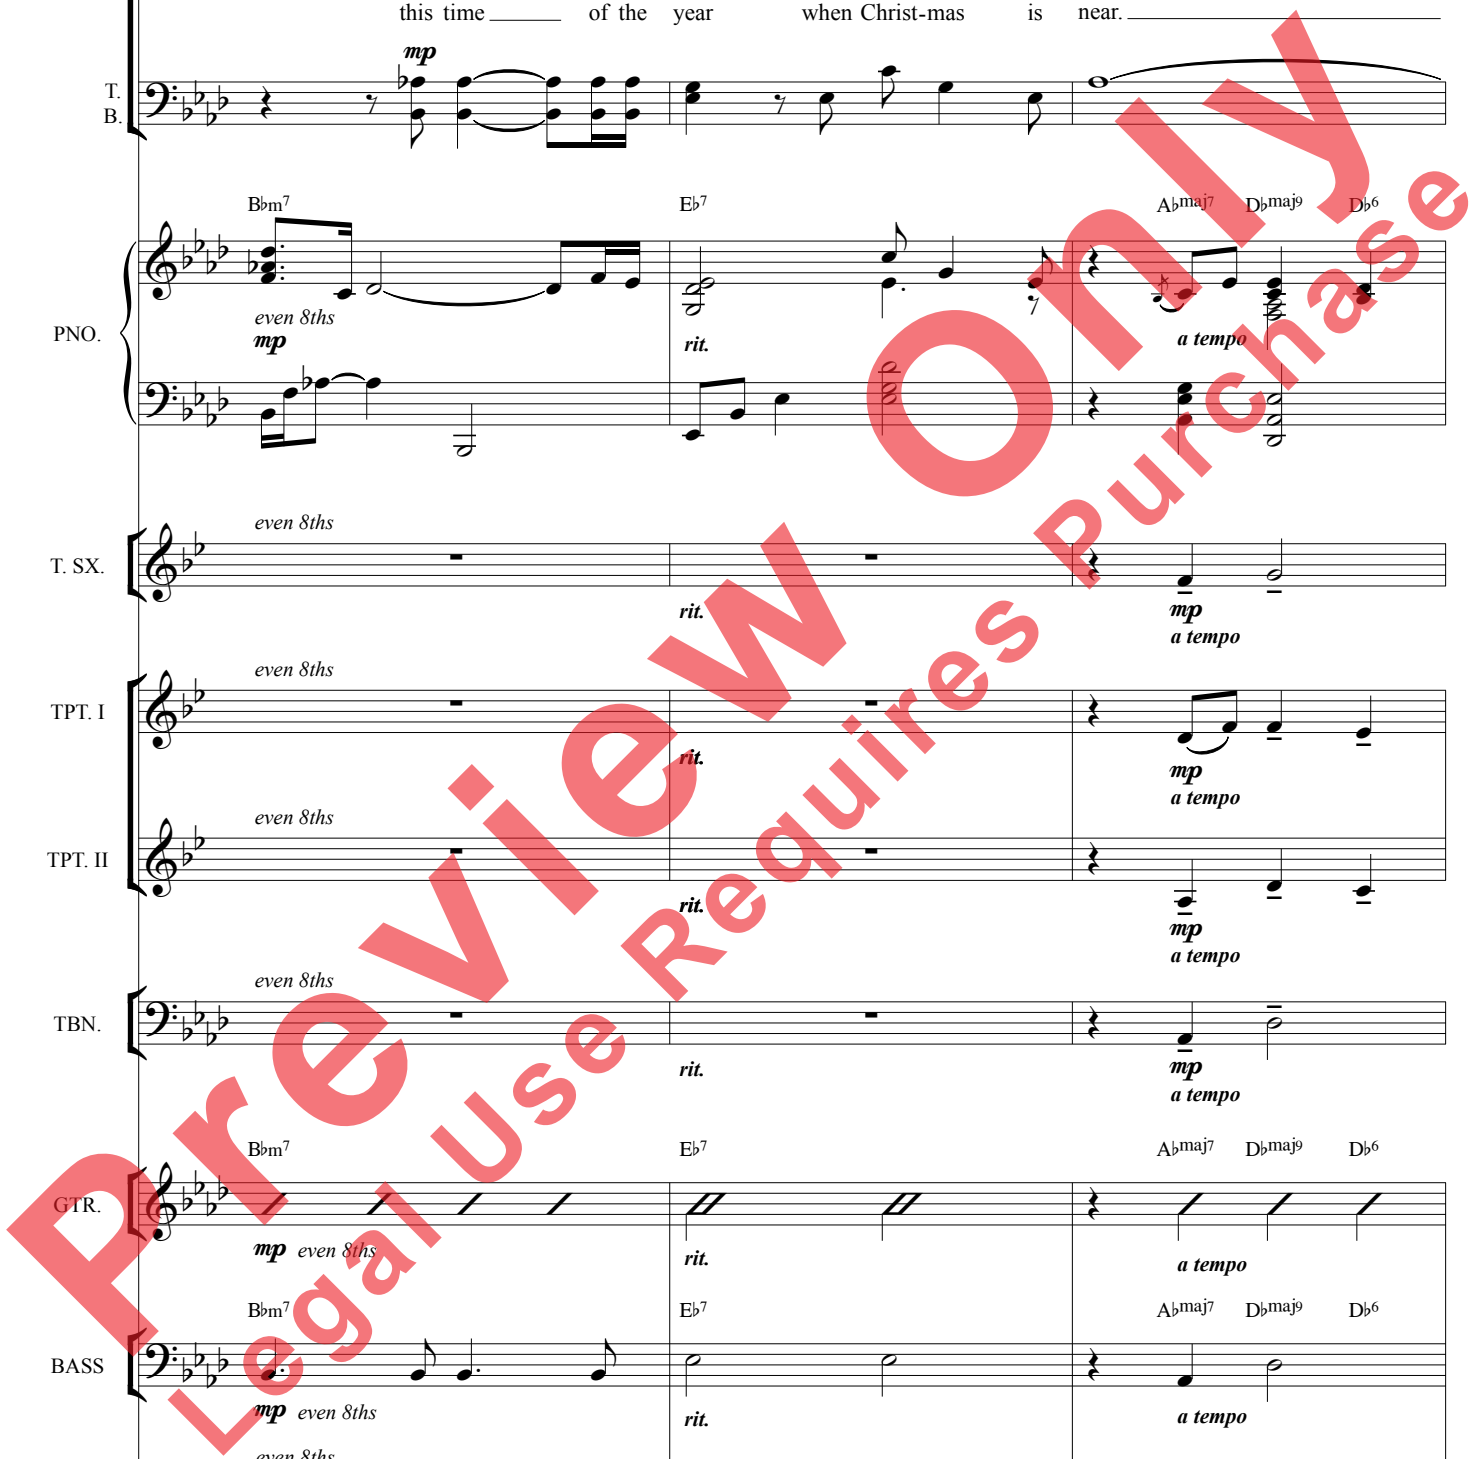 this time of the year when Christ-mas is near.
mp
T.
B.
B♭m7 E♭7 A♭maj7 D♭maj9 D♭6
PNO.
even 8ths
mp rit. a tempo
even 8ths
T. SX.
rit. mp
a tempo
even 8ths
TPT. I
rit. mp
a tempo
even 8ths
TPT. II
rit. mp
a tempo
even 8ths
TBN.
rit. mp
a tempo
B♭m7 E♭7 A♭maj7 D♭maj9 D♭6
GTR.
mp even 8ths rit. a tempo
B♭m7 E♭7 A♭maj7 D♭maj9 D♭6
BASS
mp even 8ths rit. a tempo
even 8ths
Preview Only
Legal Use Requires Purchase